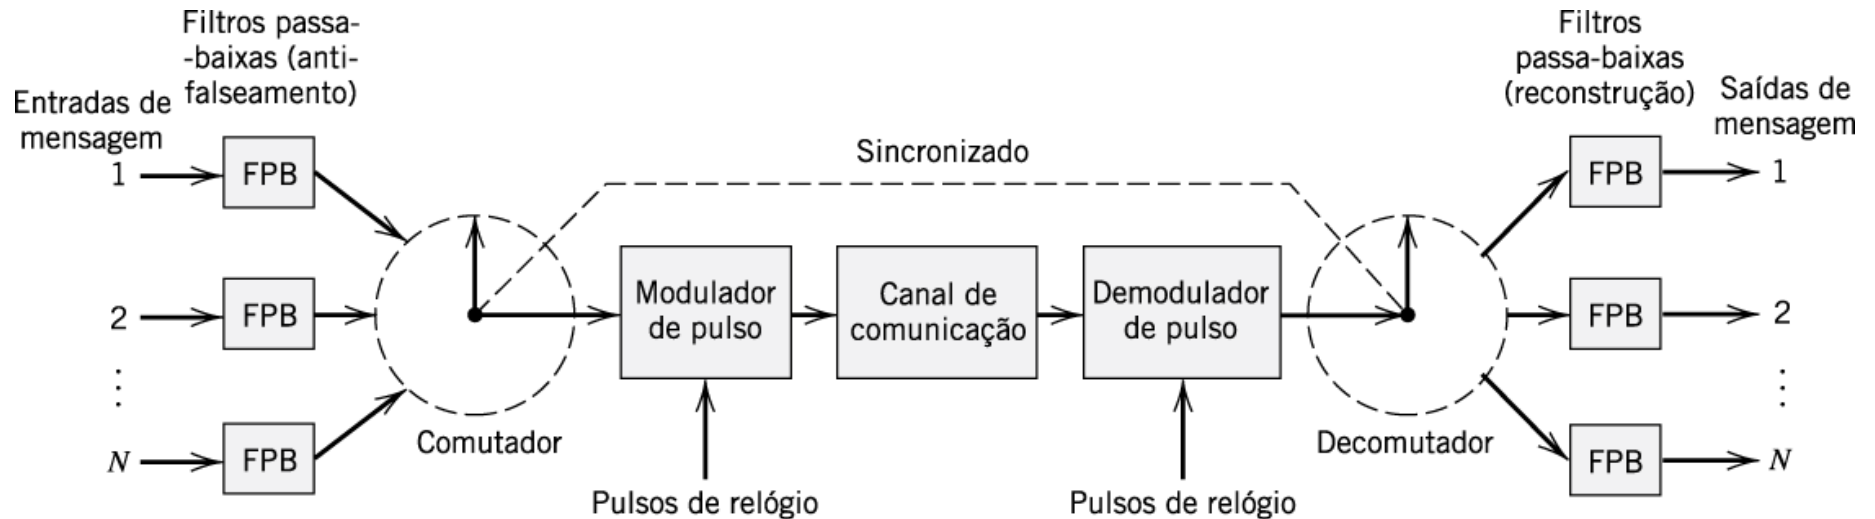 Filtros passa-
-baixas (anti-
falseamento)
Entradas de
mensagem
1
FPB
2
FPB
⋮
N
FPB
Comutador
Sincronizado
Modulador
de pulso
Pulsos de relógio
Canal de
comunicação
Demodulador
de pulso
Pulsos de relógio
Decomutador
Filtros
passa-baixas
(reconstrução)
Saídas de
mensagem
FPB
1
FPB
2
⋮
FPB
N